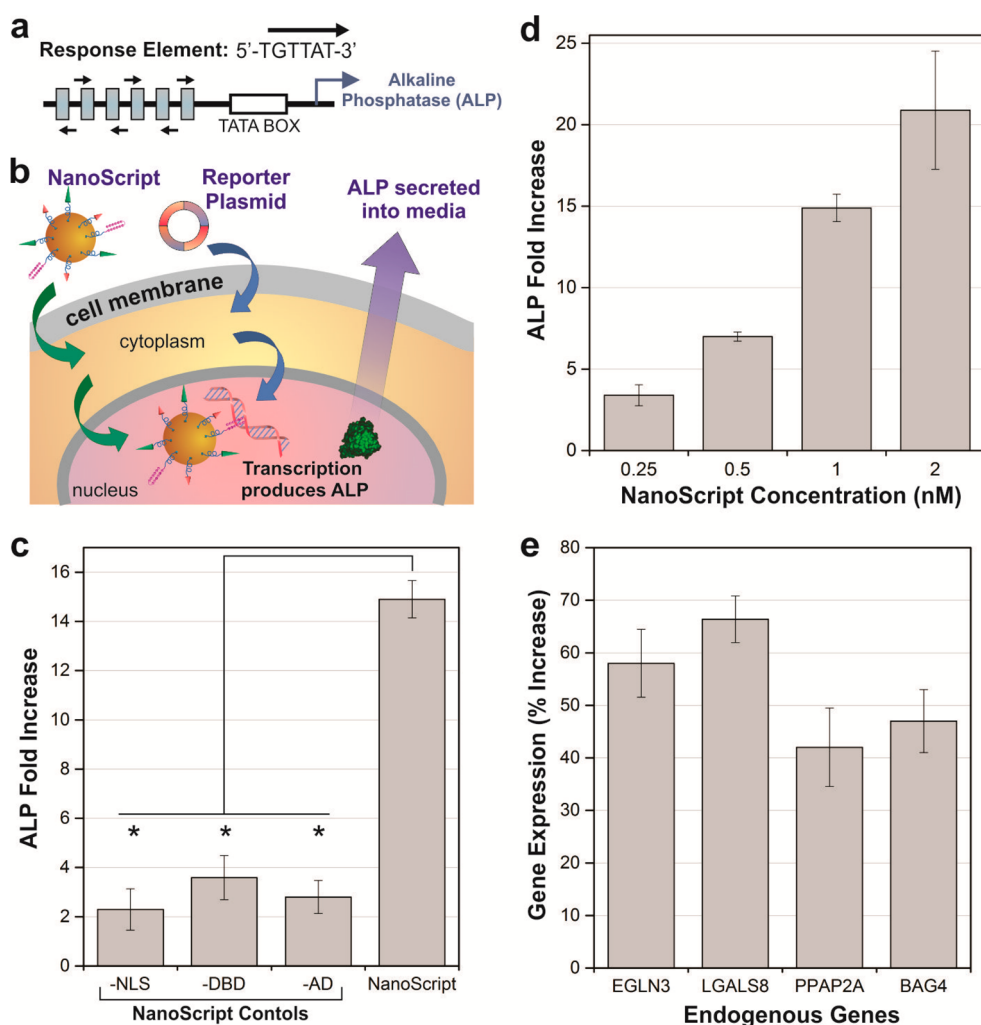 a
Response Element: 5'-TGTTAT-3'
Alkaline
Phosphatase (ALP)
TATA BOX
b
NanoScript
Reporter
Plasmid
ALP secreted
into media
cell membrane
cytoplasm
nucleus
Transcription
produces ALP
c
ALP Fold Increase
16
14
12
10
8
6
4
2
0
* * *
-NLS -DBD -AD NanoScript
NanoScript Contols
d
ALP Fold Increase
25
20
15
10
5
0
0.25 0.5 1 2
NanoScript Concentration (nM)
e
Gene Expression (% Increase)
80
70
60
50
40
30
20
10
0
EGLN3 LGALS8 PPAP2A BAG4
Endogenous Genes